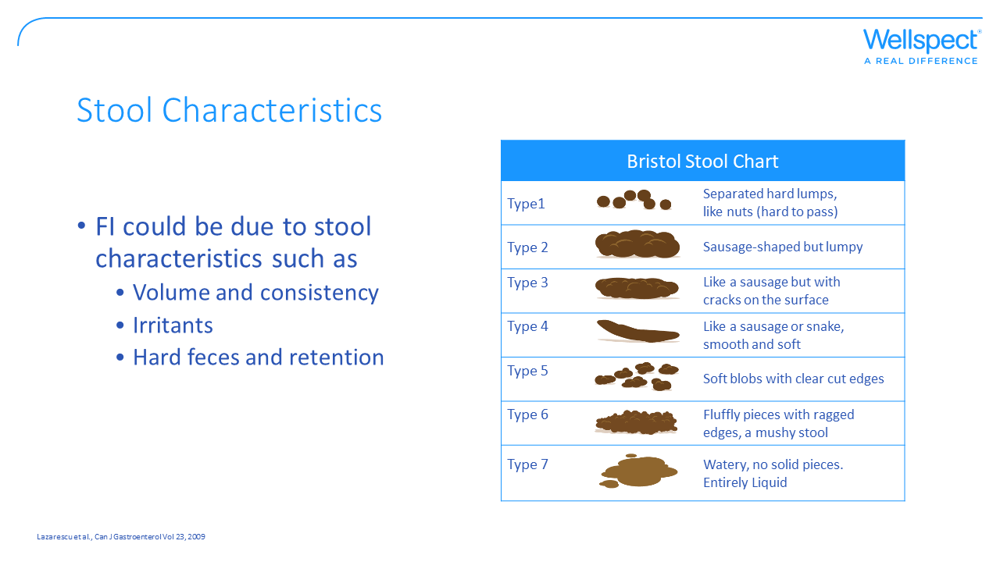 Wellspect®
A REAL DIFFERENCE
Stool Characteristics
• FI could be due to stool
characteristics such as
• Volume and consistency
• Irritants
• Hard feces and retention
Bristol Stool Chart
Type1
Separated hard lumps,
like nuts (hard to pass)
Type 2
Sausage-shaped but lumpy
Type 3
Like a sausage but with
cracks on the surface
Type 4
Like a sausage or snake,
smooth and soft
Type 5
Soft blobs with clear cut edges
Type 6
Fluffly pieces with ragged
edges, a mushy stool
Type 7
Watery, no solid pieces.
Entirely Liquid
Lazarescu et al., Can J Gastroenterol Vol 23, 2009